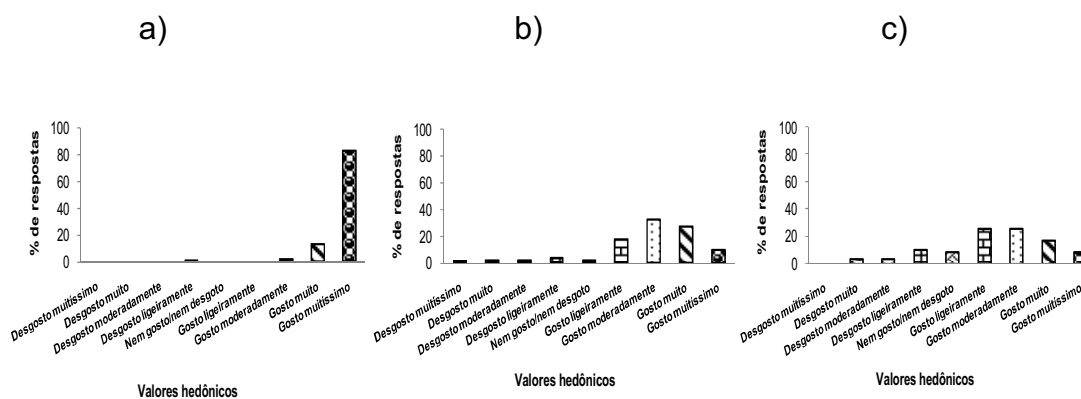 a)
b)
c)
% de respostas
100
80
60
40
20
0
Desgosto muitíssimo
Desgosto muito
Desgosto moderadamente
Desgosto ligeiramente
Nem gosto/nem desgoto
Gosto ligeiramente
Gosto moderadamente
Gosto muito
Gosto muitíssimo
Valores hedônicos
% de respostas
100
80
60
40
20
0
Desgosto muitíssimo
Desgosto muito
Desgosto moderadamente
Desgosto ligeiramente
Nem gosto/nem desgoto
Gosto ligeiramente
Gosto moderadamente
Gosto muito
Gosto muitíssimo
Valores hedônicos
% de respostas
100
80
60
40
20
0
Desgosto muitíssimo
Desgosto muito
Desgosto moderadamente
Desgosto ligeiramente
Nem gosto/nem desgoto
Gosto ligeiramente
Gosto moderadamente
Gosto muito
Gosto muitíssimo
Valores hedônicos